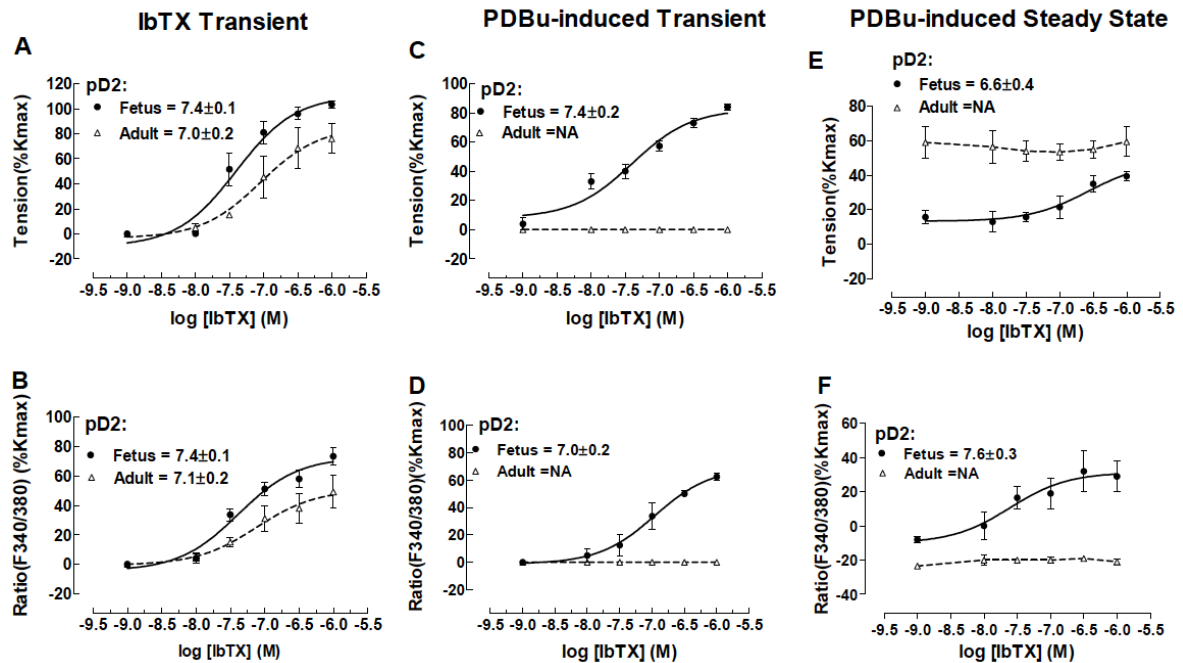 IbTX Transient
A
pD2:
Fetus = 7.4±0.1
Adult = 7.0±0.2
Tension(%Kmax)
120
100
80
60
40
20
0
-20
-9.5 -9.0 -8.5 -8.0 -7.5 -7.0 -6.5 -6.0 -5.5
log [IbTX] (M)
B
pD2:
Fetus = 7.4±0.1
Adult = 7.1±0.2
Ratio(F340/380) (%Kmax)
100
80
60
40
20
0
-20
-9.5 -9.0 -8.5 -8.0 -7.5 -7.0 -6.5 -6.0 -5.5
log [IbTX] (M)
PDBu-induced Transient
C
pD2:
Fetus = 7.4±0.2
Adult =NA
Tension(%Kmax)
100
80
60
40
20
0
-20
-9.5 -9.0 -8.5 -8.0 -7.5 -7.0 -6.5 -6.0 -5.5
log [IbTX] (M)
D
pD2:
Fetus = 7.0±0.2
Adult =NA
Ratio(F340/380)(%Kmax)
100
80
60
40
20
0
-20
-9.5 -9.0 -8.5 -8.0 -7.5 -7.0 -6.5 -6.0 -5.5
log [IbTX] (M)
PDBu-induced Steady State
E
pD2:
Fetus = 6.6±0.4
Adult =NA
Tension(%Kmax)
80
60
40
20
0
-20
-9.5 -9.0 -8.5 -8.0 -7.5 -7.0 -6.5 -6.0 -5.5
log [IbTX] (M)
F
pD2:
Fetus = 7.6±0.3
Adult =NA
Ratio(F340/380)(%Kmax)
60
40
20
0
-20
-40
-9.5 -9.0 -8.5 -8.0 -7.5 -7.0 -6.5 -6.0 -5.5
log [IbTX] (M)